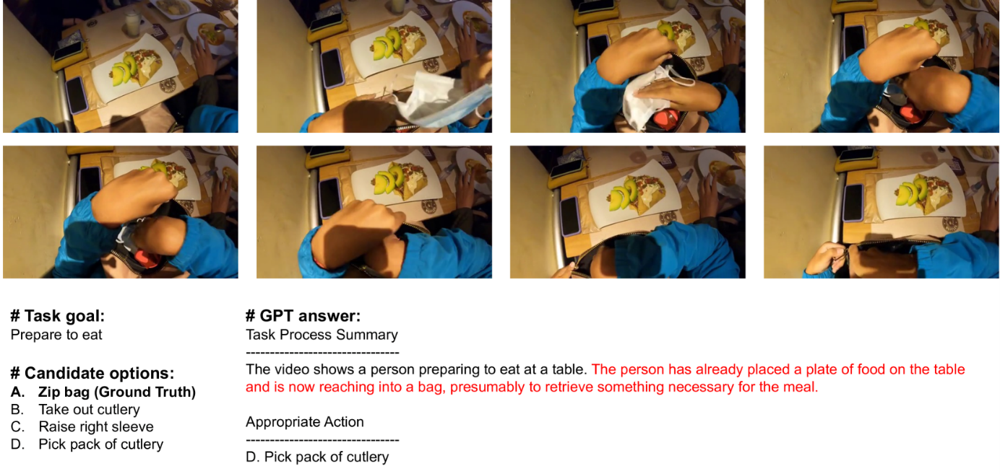 # Task goal:
Prepare to eat
# Candidate options:
A. Zip bag (Ground Truth)
B. Take out cutlery
C. Raise right sleeve
D. Pick pack of cutlery
# GPT answer:
Task Process Summary
--------------------------------
The video shows a person preparing to eat at a table. The person has already placed a plate of food on the table
and is now reaching into a bag, presumably to retrieve something necessary for the meal.
Appropriate Action
--------------------------------
D. Pick pack of cutlery